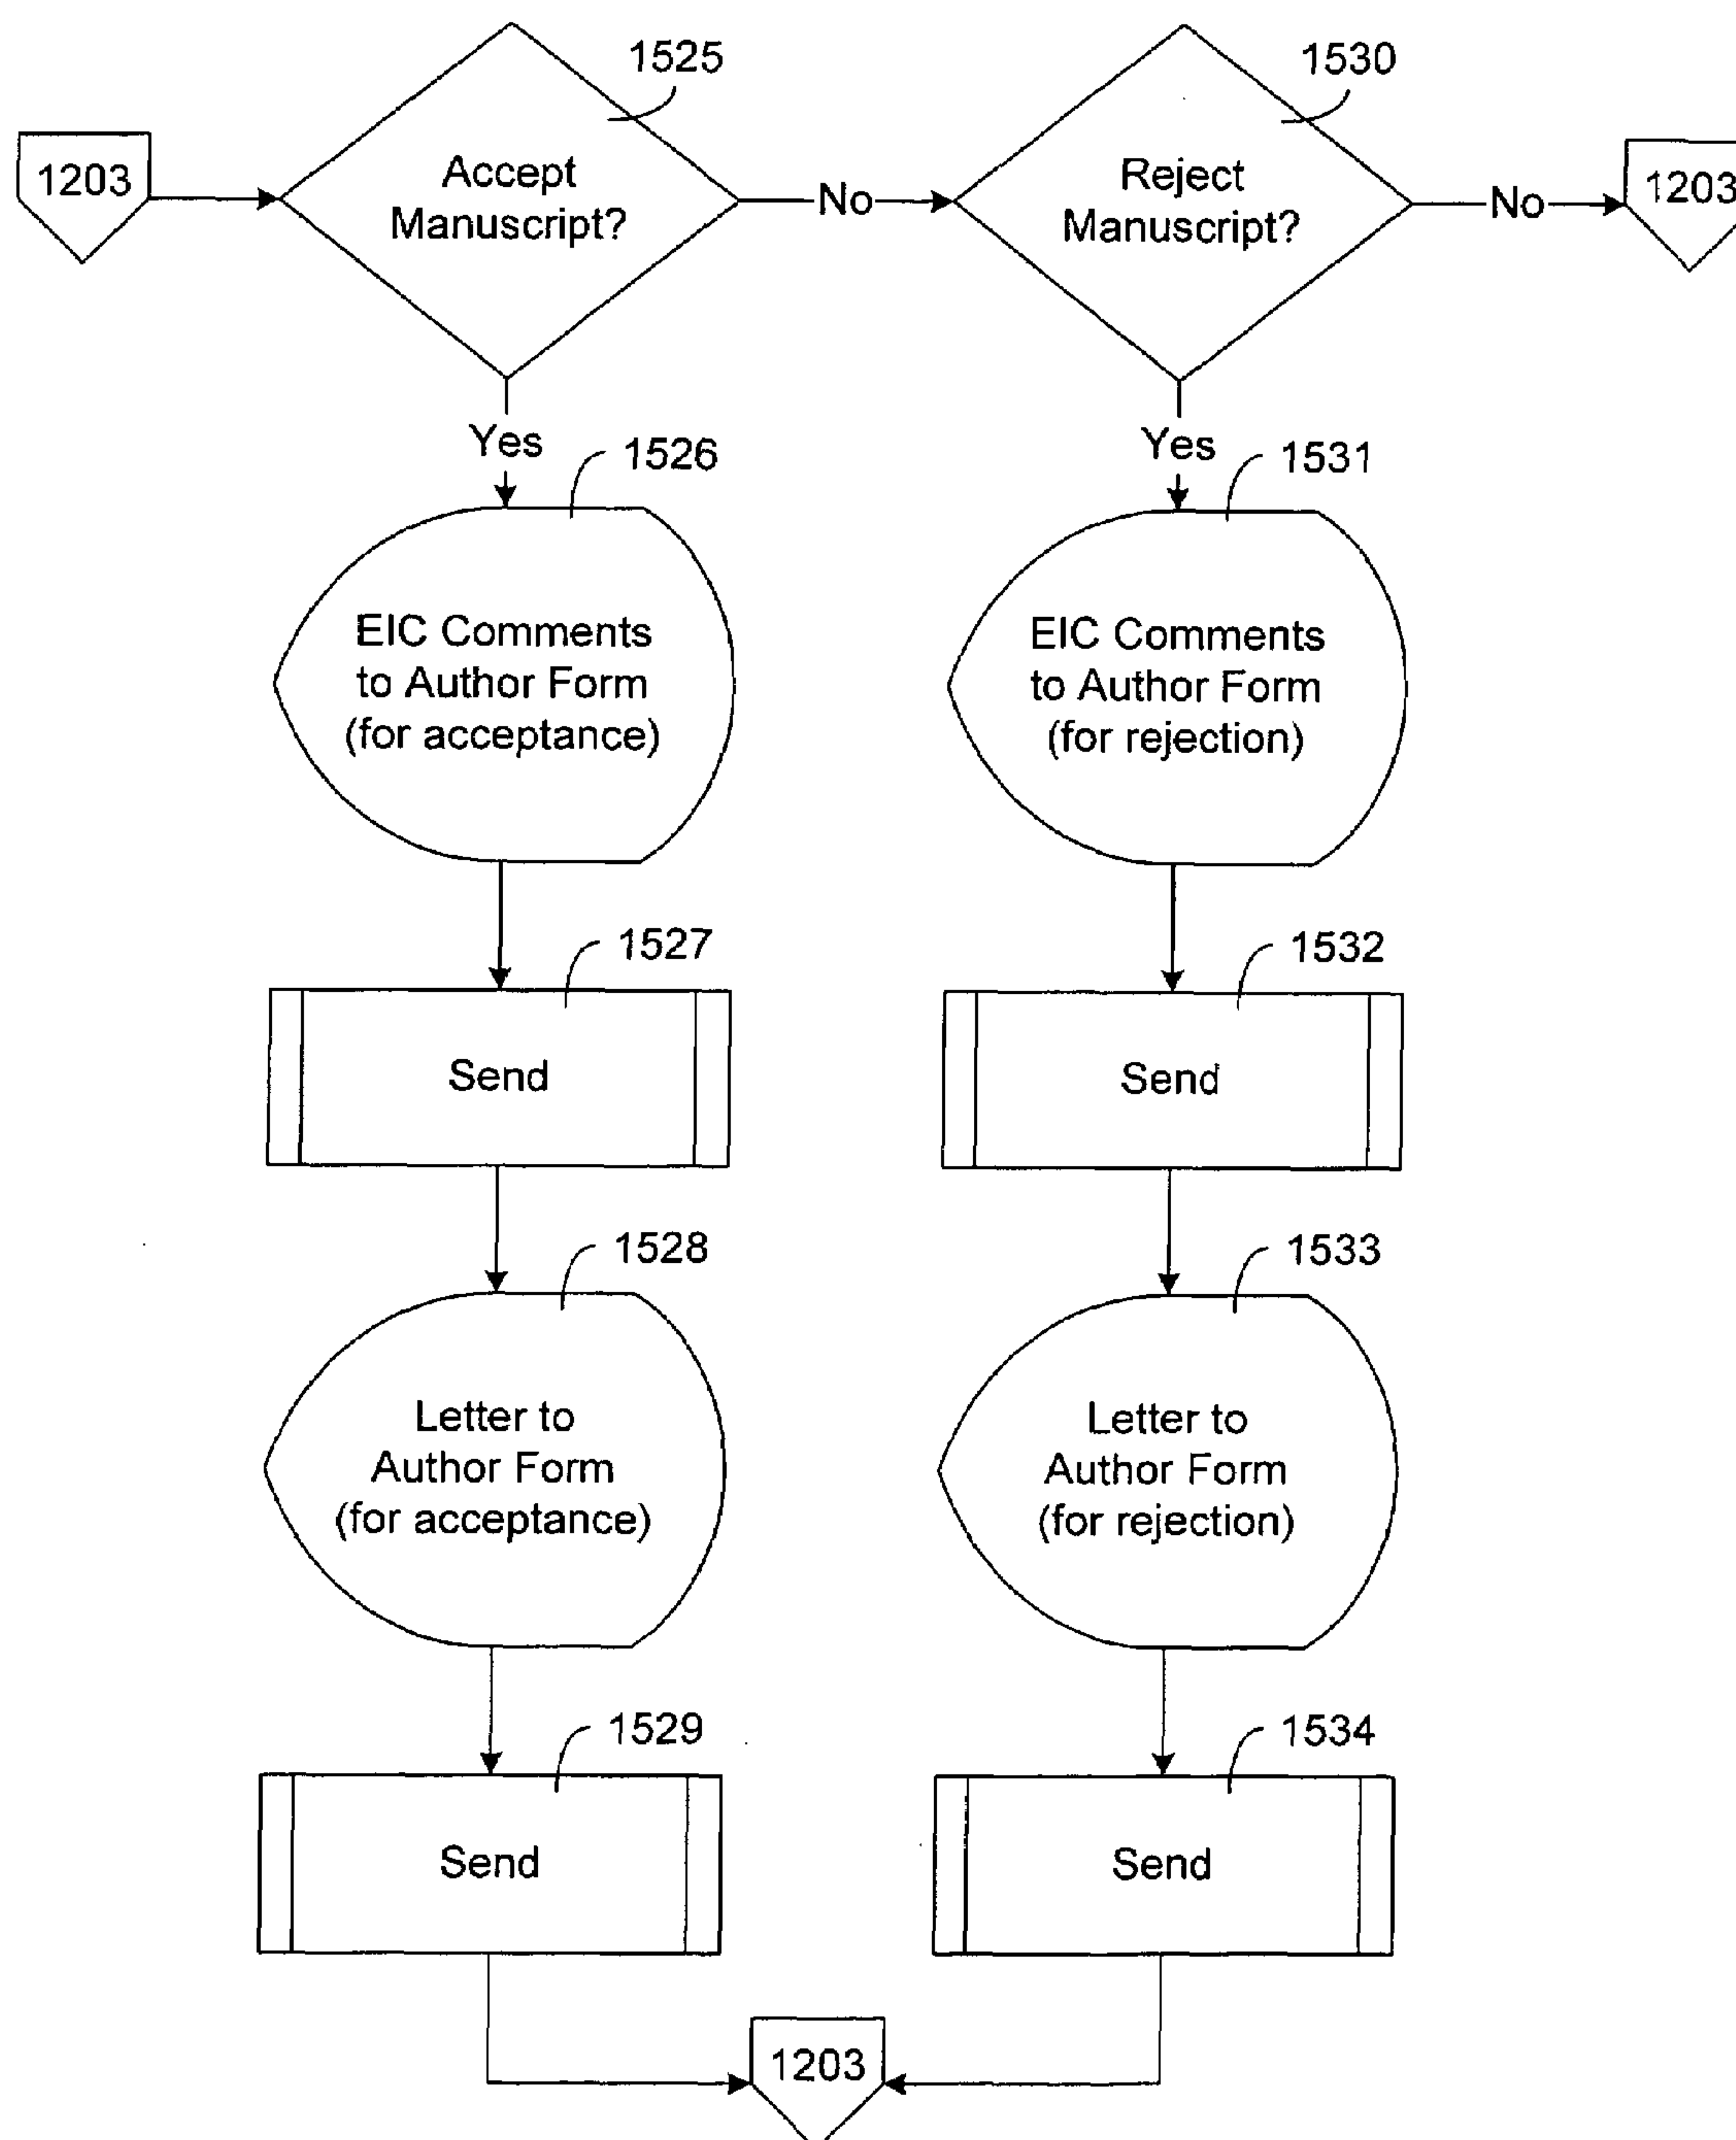 1525
1530
1203
Accept
Manuscript?
No
Reject
Manuscript?
No
1203
Yes
1526
Yes
1531
EIC Comments
to Author Form
(for acceptance)
EIC Comments
to Author Form
(for rejection)
1527
1532
Send
Send
1528
1533
Letter to
Author Form
(for acceptance)
Letter to
Author Form
(for rejection)
1529
1534
Send
Send
1203